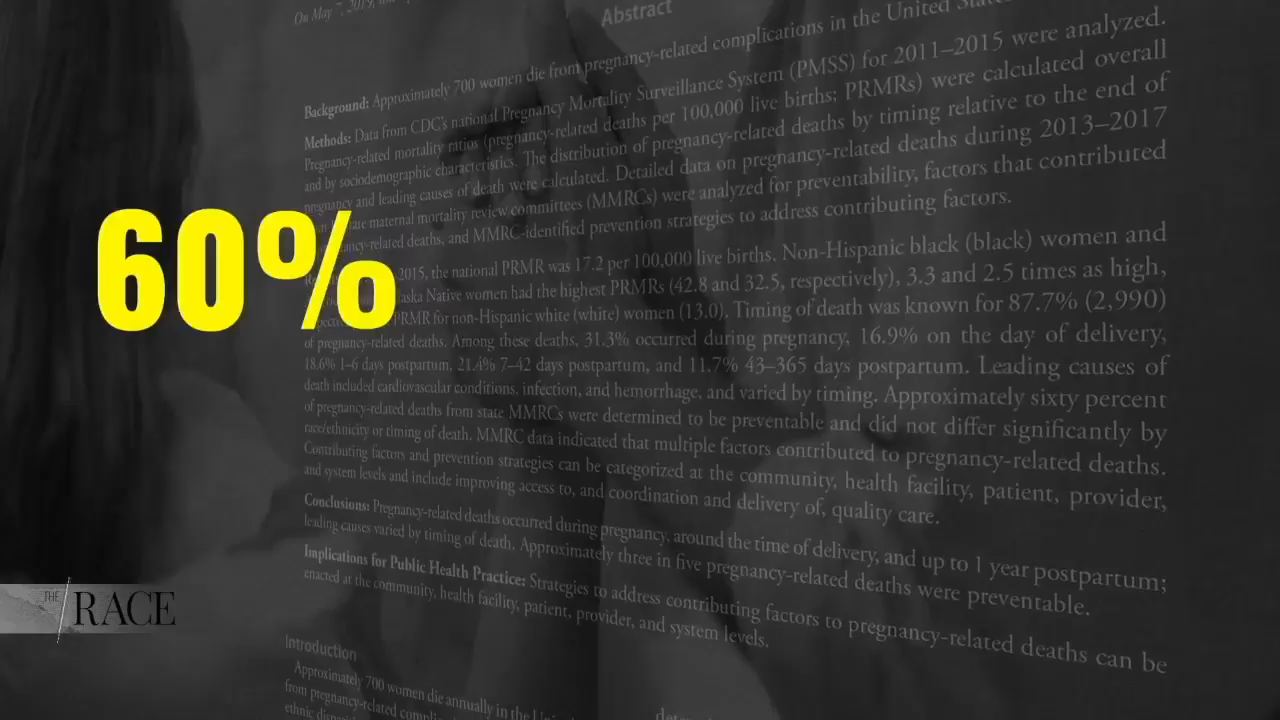 On May 7, 2019,
Abstract
Background: Approximately 700 women die from pregnancy-related complications in the United
Methods: Data from CDC's national Pregnancy Mortality Surveillance System (PMSS) for 2011–2015 were analyzed.
Pregnancy-related mortality ratios (pregnancy-related deaths per 100,000 live births; PRMRs) were calculated overall
and by sociodemographic characteristics. The distribution of pregnancy-related deaths by timing relative to the end of
pregnancy and leading causes of death were calculated. Detailed data on pregnancy-related deaths during 2013–2017
maternal mortality review committees (MMRCs) were analyzed for preventability, factors that contributed
deaths, and MMRC-identified prevention strategies to address contributing factors.
60%
2015, the national PRMR was 17.2 per 100,000 live births. Non-Hispanic black (black) women and
Native women had the highest PRMRs (42.8 and 32.5, respectively), 3.3 and 2.5 times as high,
PRMR for non-Hispanic white (white) women (13.0). Timing of death was known for 87.7% (2,990)
of pregnancy-related deaths. Among these deaths, 31.3% occurred during pregnancy, 16.9% on the day of delivery,
18.6% 1–6 days postpartum, 21.4% 7–42 days postpartum, and 11.7% 43–365 days postpartum. Leading causes of
death included cardiovascular conditions, infection, and hemorrhage, and varied by timing. Approximately sixty percent
of pregnancy-related deaths from state MMRCs were determined to be preventable and did not differ significantly by
race/ethnicity or timing of death. MMRC data indicated that multiple factors contributed to pregnancy-related deaths.
Contributing factors and prevention strategies can be categorized at the community, health facility, patient, provider,
and system levels and include improving access to, and coordination and delivery of, quality care.
Conclusions: Pregnancy-related deaths occurred during pregnancy, around the time of delivery, and up to 1 year postpartum;
leading causes varied by timing of death. Approximately three in five pregnancy-related deaths were preventable.
Implications for Public Health Practice: Strategies to address contributing factors to pregnancy-related deaths can be
enacted at the community, health facility, patient, provider, and system levels.
THE RACE
Introduction
Approximately 700 women die annually in the
from pregnancy-related
ethnic